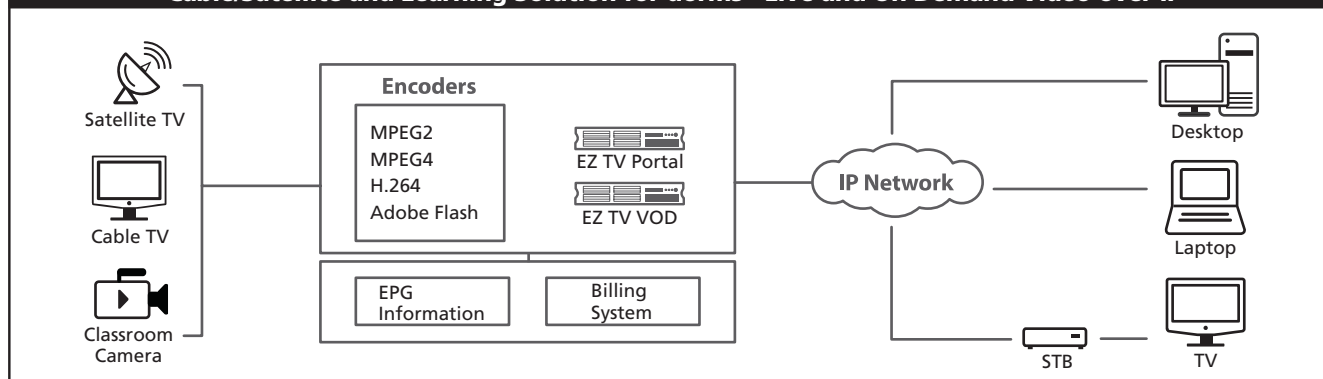 Satellite TV
Cable TV
Classroom
Camera
Encoders
MPEG2
MPEG4
H.264
Adobe Flash
EZ TV Portal
EZ TV VOD
EPG
Information
Billing
System
IP Network
Desktop
Laptop
STB
TV